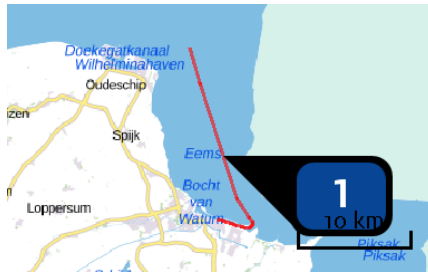 Doekegatkanaal
Wilhelminahaven
Oudeschip
zen
Spijk
Eems
Bocht
van
Watum
Loppersum
1
10 km
Piksak
Piksak